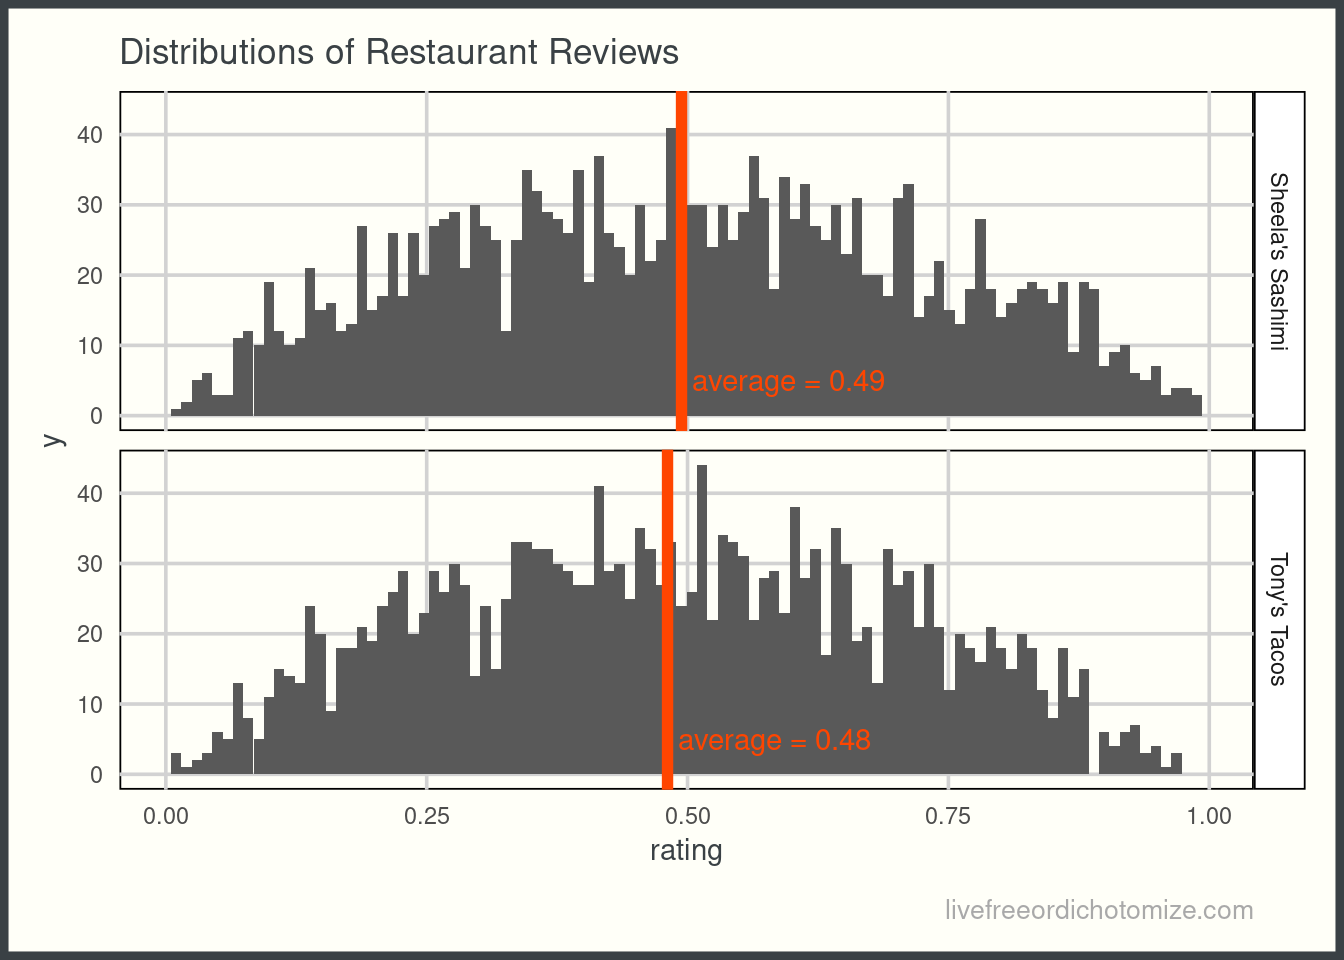 Distributions of Restaurant Reviews
40
30
20
10
0
average = 0.49
Sheela's Sashimi
y
40
30
20
10
0
average = 0.48
Tony's Tacos
0.00 0.25 0.50 0.75 1.00
rating
livefreeordichotomize.com